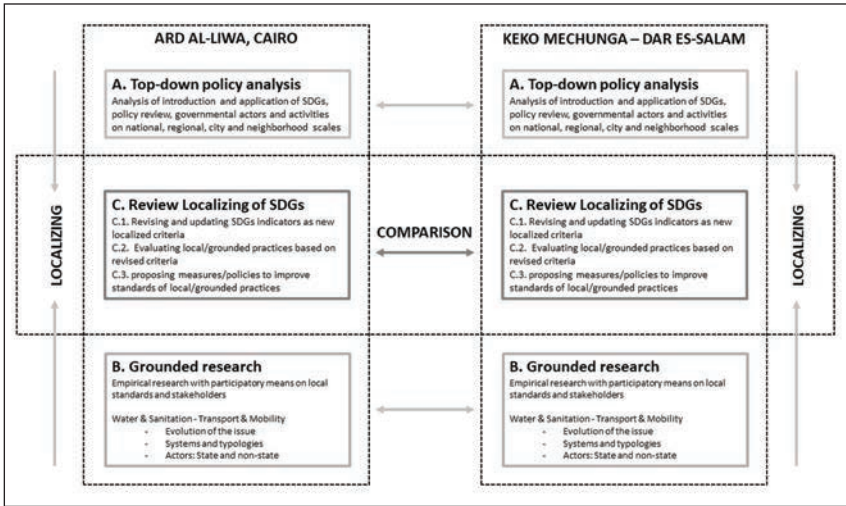 ARD AL-LIWA, CAIRO
A. Top-down policy analysis
Analysis of introduction and application of SDGs,
policy review, governmental actors and activities
on national, regional, city and neighborhood scales
C. Review Localizing of SDGs
C.1. Revising and updating SDGs indicators as new
localized criteria
C.2. Evaluating local/grounded practices based on
revised criteria
C.3. proposing measures/policies to improve
standards of local/grounded practices
B. Grounded research
Empirical research with participatory means on local
standards and stakeholders
Water & Sanitation - Transport & Mobility
- Evolution of the issue
- Systems and typologies
- Actors: State and non-state
LOCALIZING
COMPARISON
KEKO MECHUNGA – DAR ES-SALAM
A. Top-down policy analysis
Analysis of introduction and application of SDGs,
policy review, governmental actors and activities
on national, regional, city and neighborhood scales
C. Review Localizing of SDGs
C.1. Revising and updating SDGs indicators as new
localized criteria
C.2. Evaluating local/grounded practices based on
revised criteria
C.3. proposing measures/policies to improve
standards of local/grounded practices
B. Grounded research
Empirical research with participatory means on local
standards and stakeholders
Water & Sanitation - Transport & Mobility
- Evolution of the issue
- Systems and typologies
- Actors: State and non-state
LOCALIZING